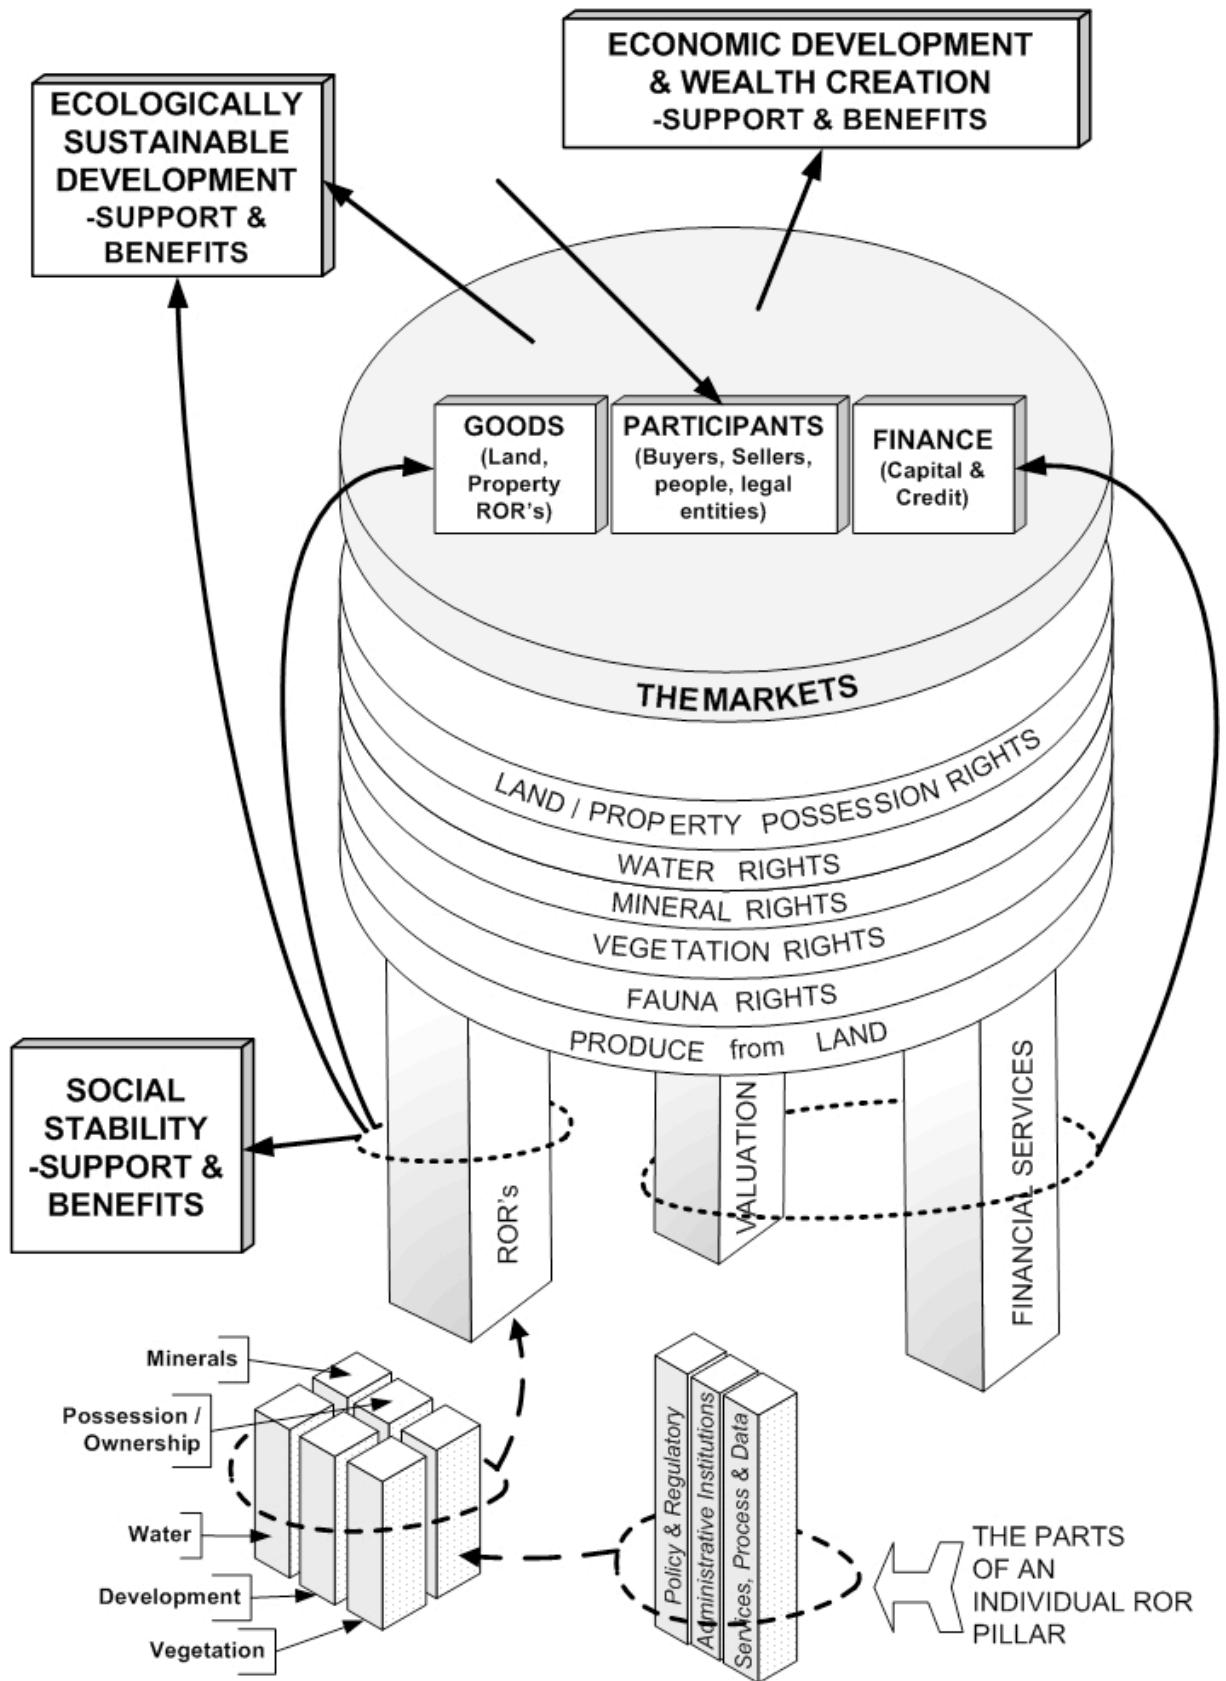 ECONOMIC DEVELOPMENT
& WEALTH CREATION
-SUPPORT & BENEFITS
ECOLOGICALLY
SUSTAINABLE
DEVELOPMENT
-SUPPORT &
BENEFITS
GOODS
(Land,
Property
ROR's)
PARTICIPANTS
(Buyers, Sellers,
people, legal
entities)
FINANCE
(Capital &
Credit)
THEMARKETS
LAND / PROPERTY POSSESSION RIGHTS
WATER RIGHTS
MINERAL RIGHTS
VEGETATION RIGHTS
FAUNA RIGHTS
PRODUCE from LAND
SOCIAL
STABILITY
-SUPPORT &
BENEFITS
ROR's
VALUATION
FINANCIAL SERVICES
Minerals
Possession /
Ownership
Water
Development
Vegetation
Policy & Regulatory
Administrative Institutions
Services, Process & Data
THE PARTS
OF AN
INDIVIDUAL ROR
PILLAR